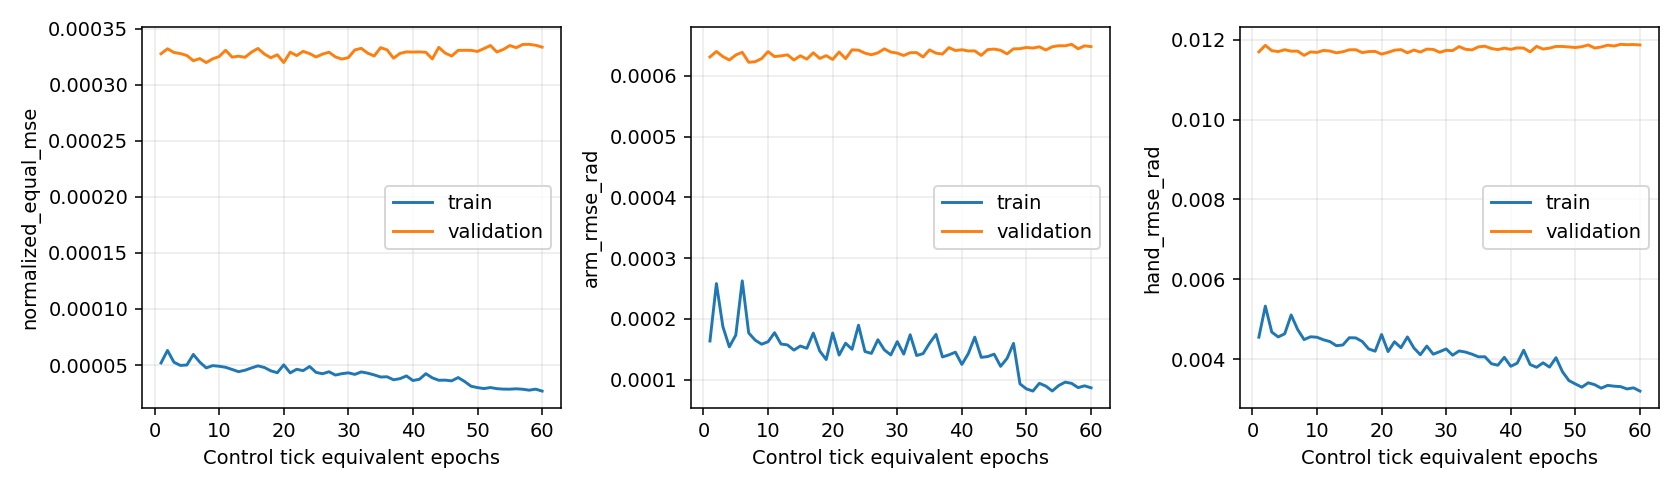 normalized_equal_mse
0.00035
0.00030
0.00025
0.00020
0.00015
0.00010
0.00005
train
validation
0 10 20 30 40 50 60
Control tick equivalent epochs
arm_rmse_rad
0.0006
0.0005
0.0004
0.0003
0.0002
0.0001
train
validation
0 10 20 30 40 50 60
Control tick equivalent epochs
hand_rmse_rad
0.012
0.010
0.008
0.006
0.004
train
validation
0 10 20 30 40 50 60
Control tick equivalent epochs